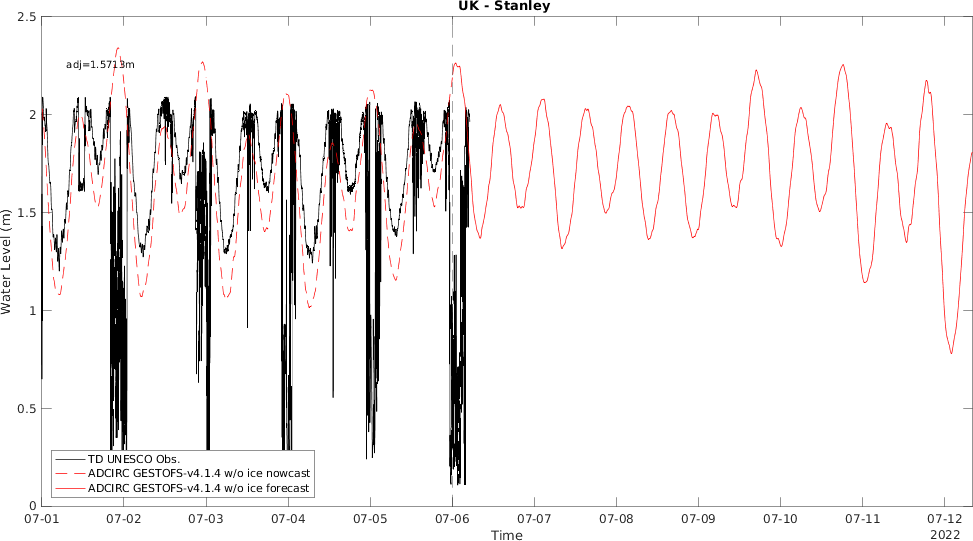 UK - Stanley
2.5
adj=1.5713m
2
1.5
1
0.5
0
Water Level (m)
TD UNESCO Obs.
ADCIRC GESTOFS-v4.1.4 w/o ice nowcast
ADCIRC GESTOFS-v4.1.4 w/o ice forecast
07-01 07-02 07-03 07-04 07-05 07-06 07-07 07-08 07-09 07-10 07-11 07-12
Time
2022